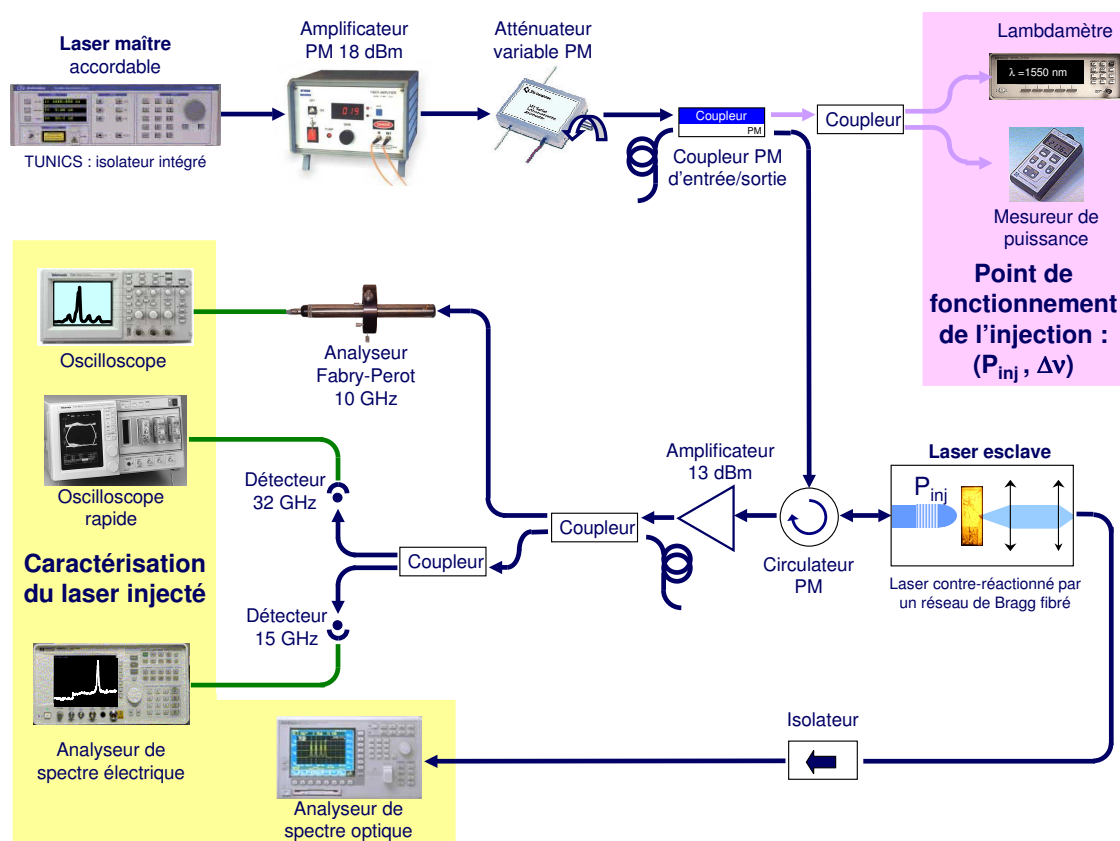 Laser maître
accordable
TUNICS : isolateur intégré
Amplificateur
PM 18 dBm
019
Atténuateur
variable PM
Coupleur
PM
Coupleur PM
d'entrée/sortie
Coupleur
Lambdamètre
λ =1550 nm
Mesureur de
puissance
Point de
fonctionnement
de l'injection :
(Pinj , Δν)
Oscilloscope
Analyseur
Fabry-Perot
10 GHz
Oscilloscope
rapide
Détecteur
32 GHz
Caractérisation
du laser injecté
Détecteur
15 GHz
Coupleur
Coupleur
Amplificateur
13 dBm
Circulateur
PM
Laser esclave
Pinj
Laser contre-réactionné par
un réseau de Bragg fibré
Isolateur
Analyseur de
spectre électrique
Analyseur de
spectre optique